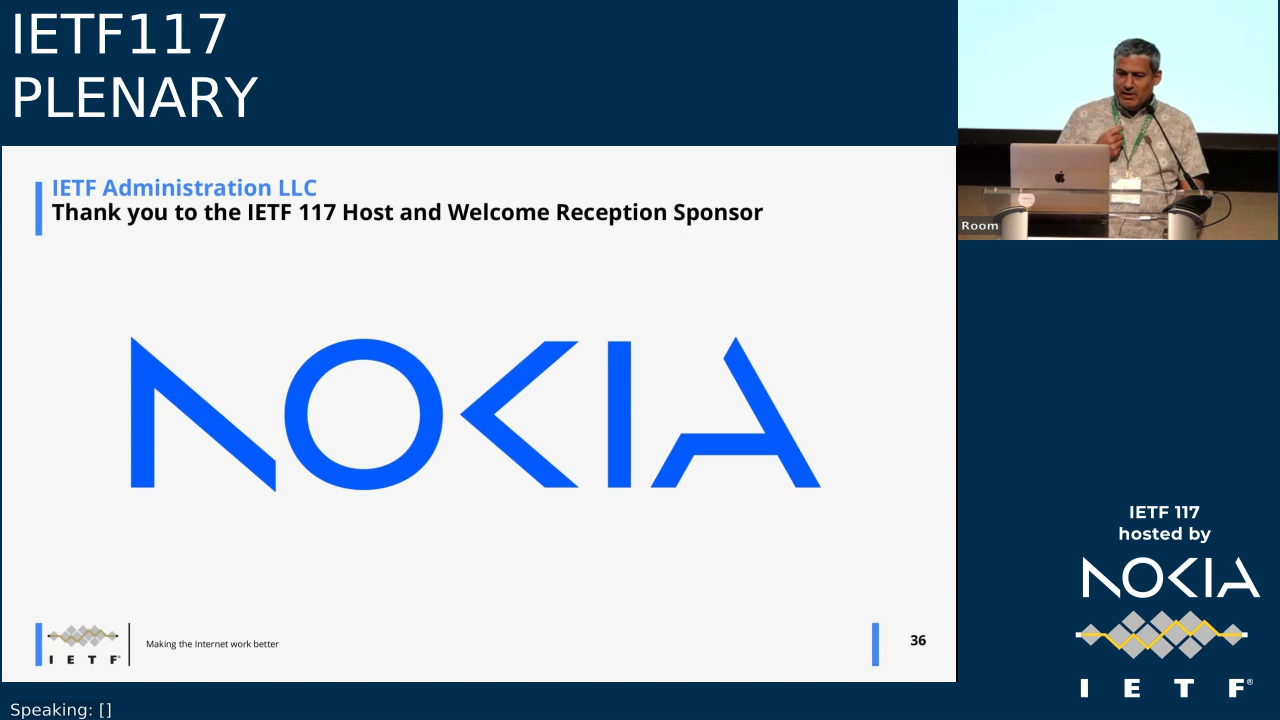 IETF117
PLENARY
IETF Administration LLC
Thank you to the IETF 117 Host and Welcome Reception Sponsor
NOKIA
IETF®
Making the Internet work better
36
Room
IETF 117
hosted by
NOKIA
IETF®
Speaking: []